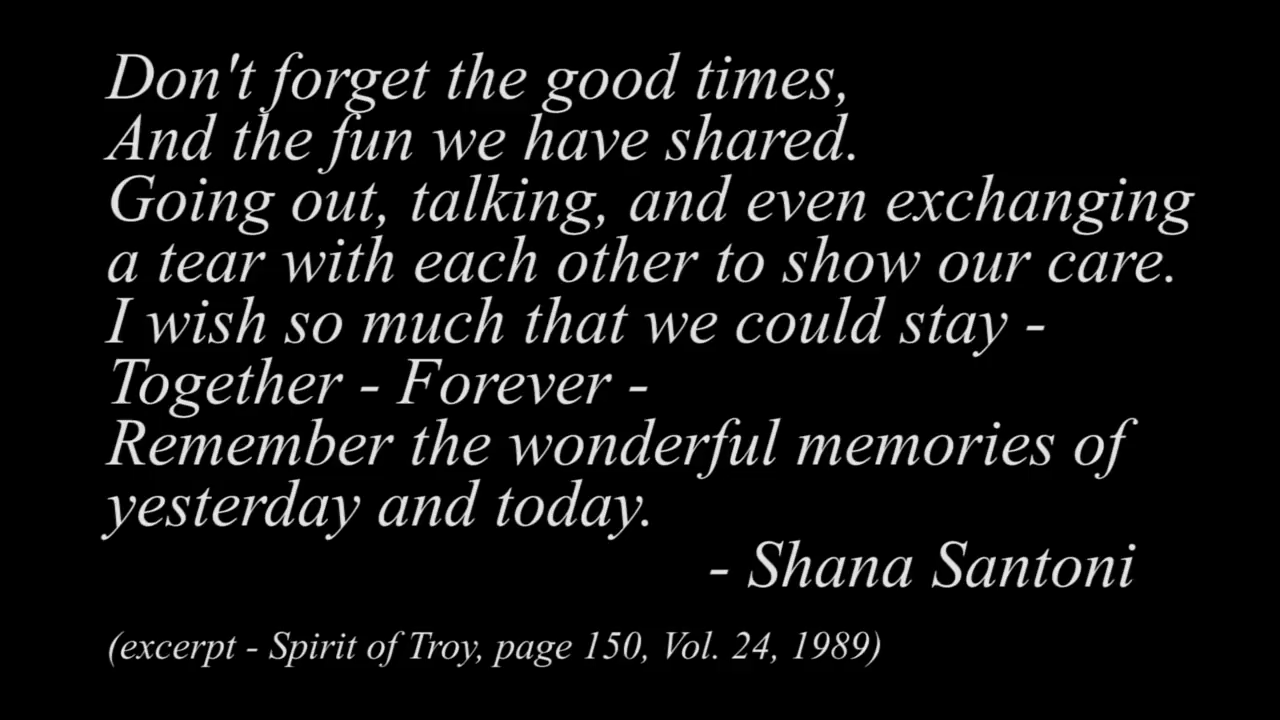 Don't forget the good times,
And the fun we have shared.
Going out, talking, and even exchanging
a tear with each other to show our care.
I wish so much that we could stay -
Together - Forever -
Remember the wonderful memories of
yesterday and today.
- Shana Santoni
(excerpt - Spirit of Troy, page 150, Vol. 24, 1989)